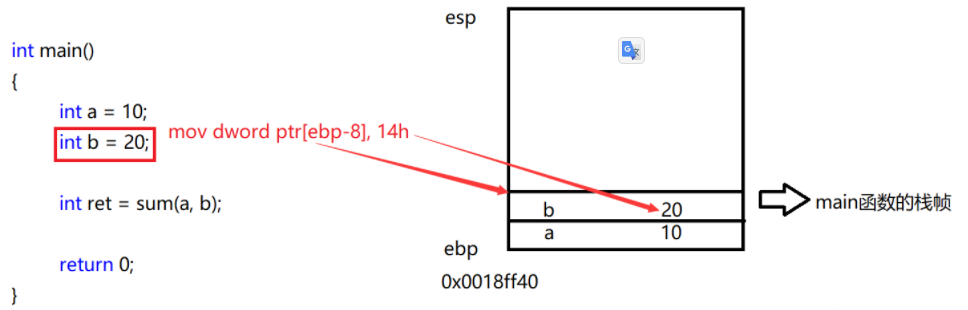 int main()
{
int a = 10;
int b = 20;
mov dword ptr[ebp-8], 14h
int ret = sum(a, b);
return 0;
}
esp
b 20
a 10
ebp
0x0018ff40
main函数的栈帧